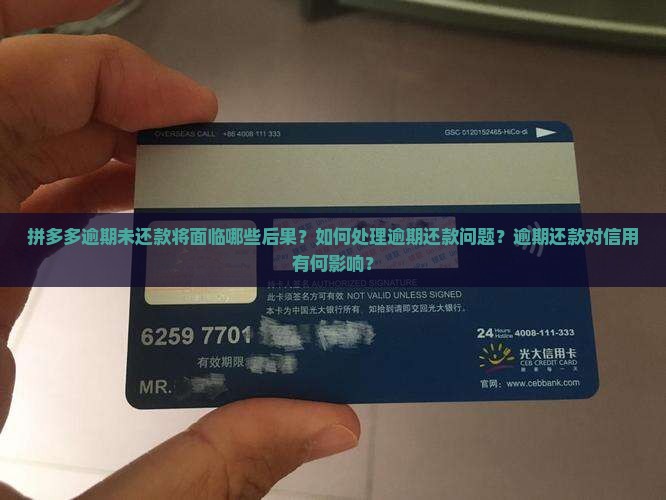 OVERSEAS CALL: +86 4008 111 333
GSC 0120152465-HiCo-di
拼多多逾期未还款将面临哪些后果？如何处理逾期还款问题？逾期还款对信用
有何影响？
持卡人签名 AUTHORIZED SIGNATURE
此卡须签名方可有效 NOT VALID UNLESS SIGNED
本卡为中国光大银行所有，如拾到请即交回光大银行。
6259 7701
24 Hours Hotline 4008-111-333
有效期限
光大信用卡
CEB CREDIT CARD
MR.
官网：www.cebbank.com